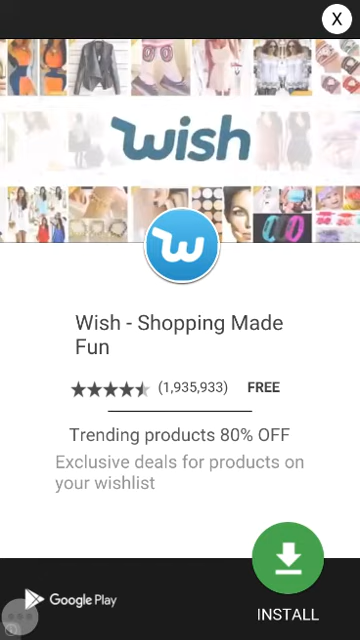 X
wish
w
Wish - Shopping Made
Fun
(1,935,933) FREE
Trending products 80% OFF
Exclusive deals for products on
your wishlist
Google Play
INSTALL